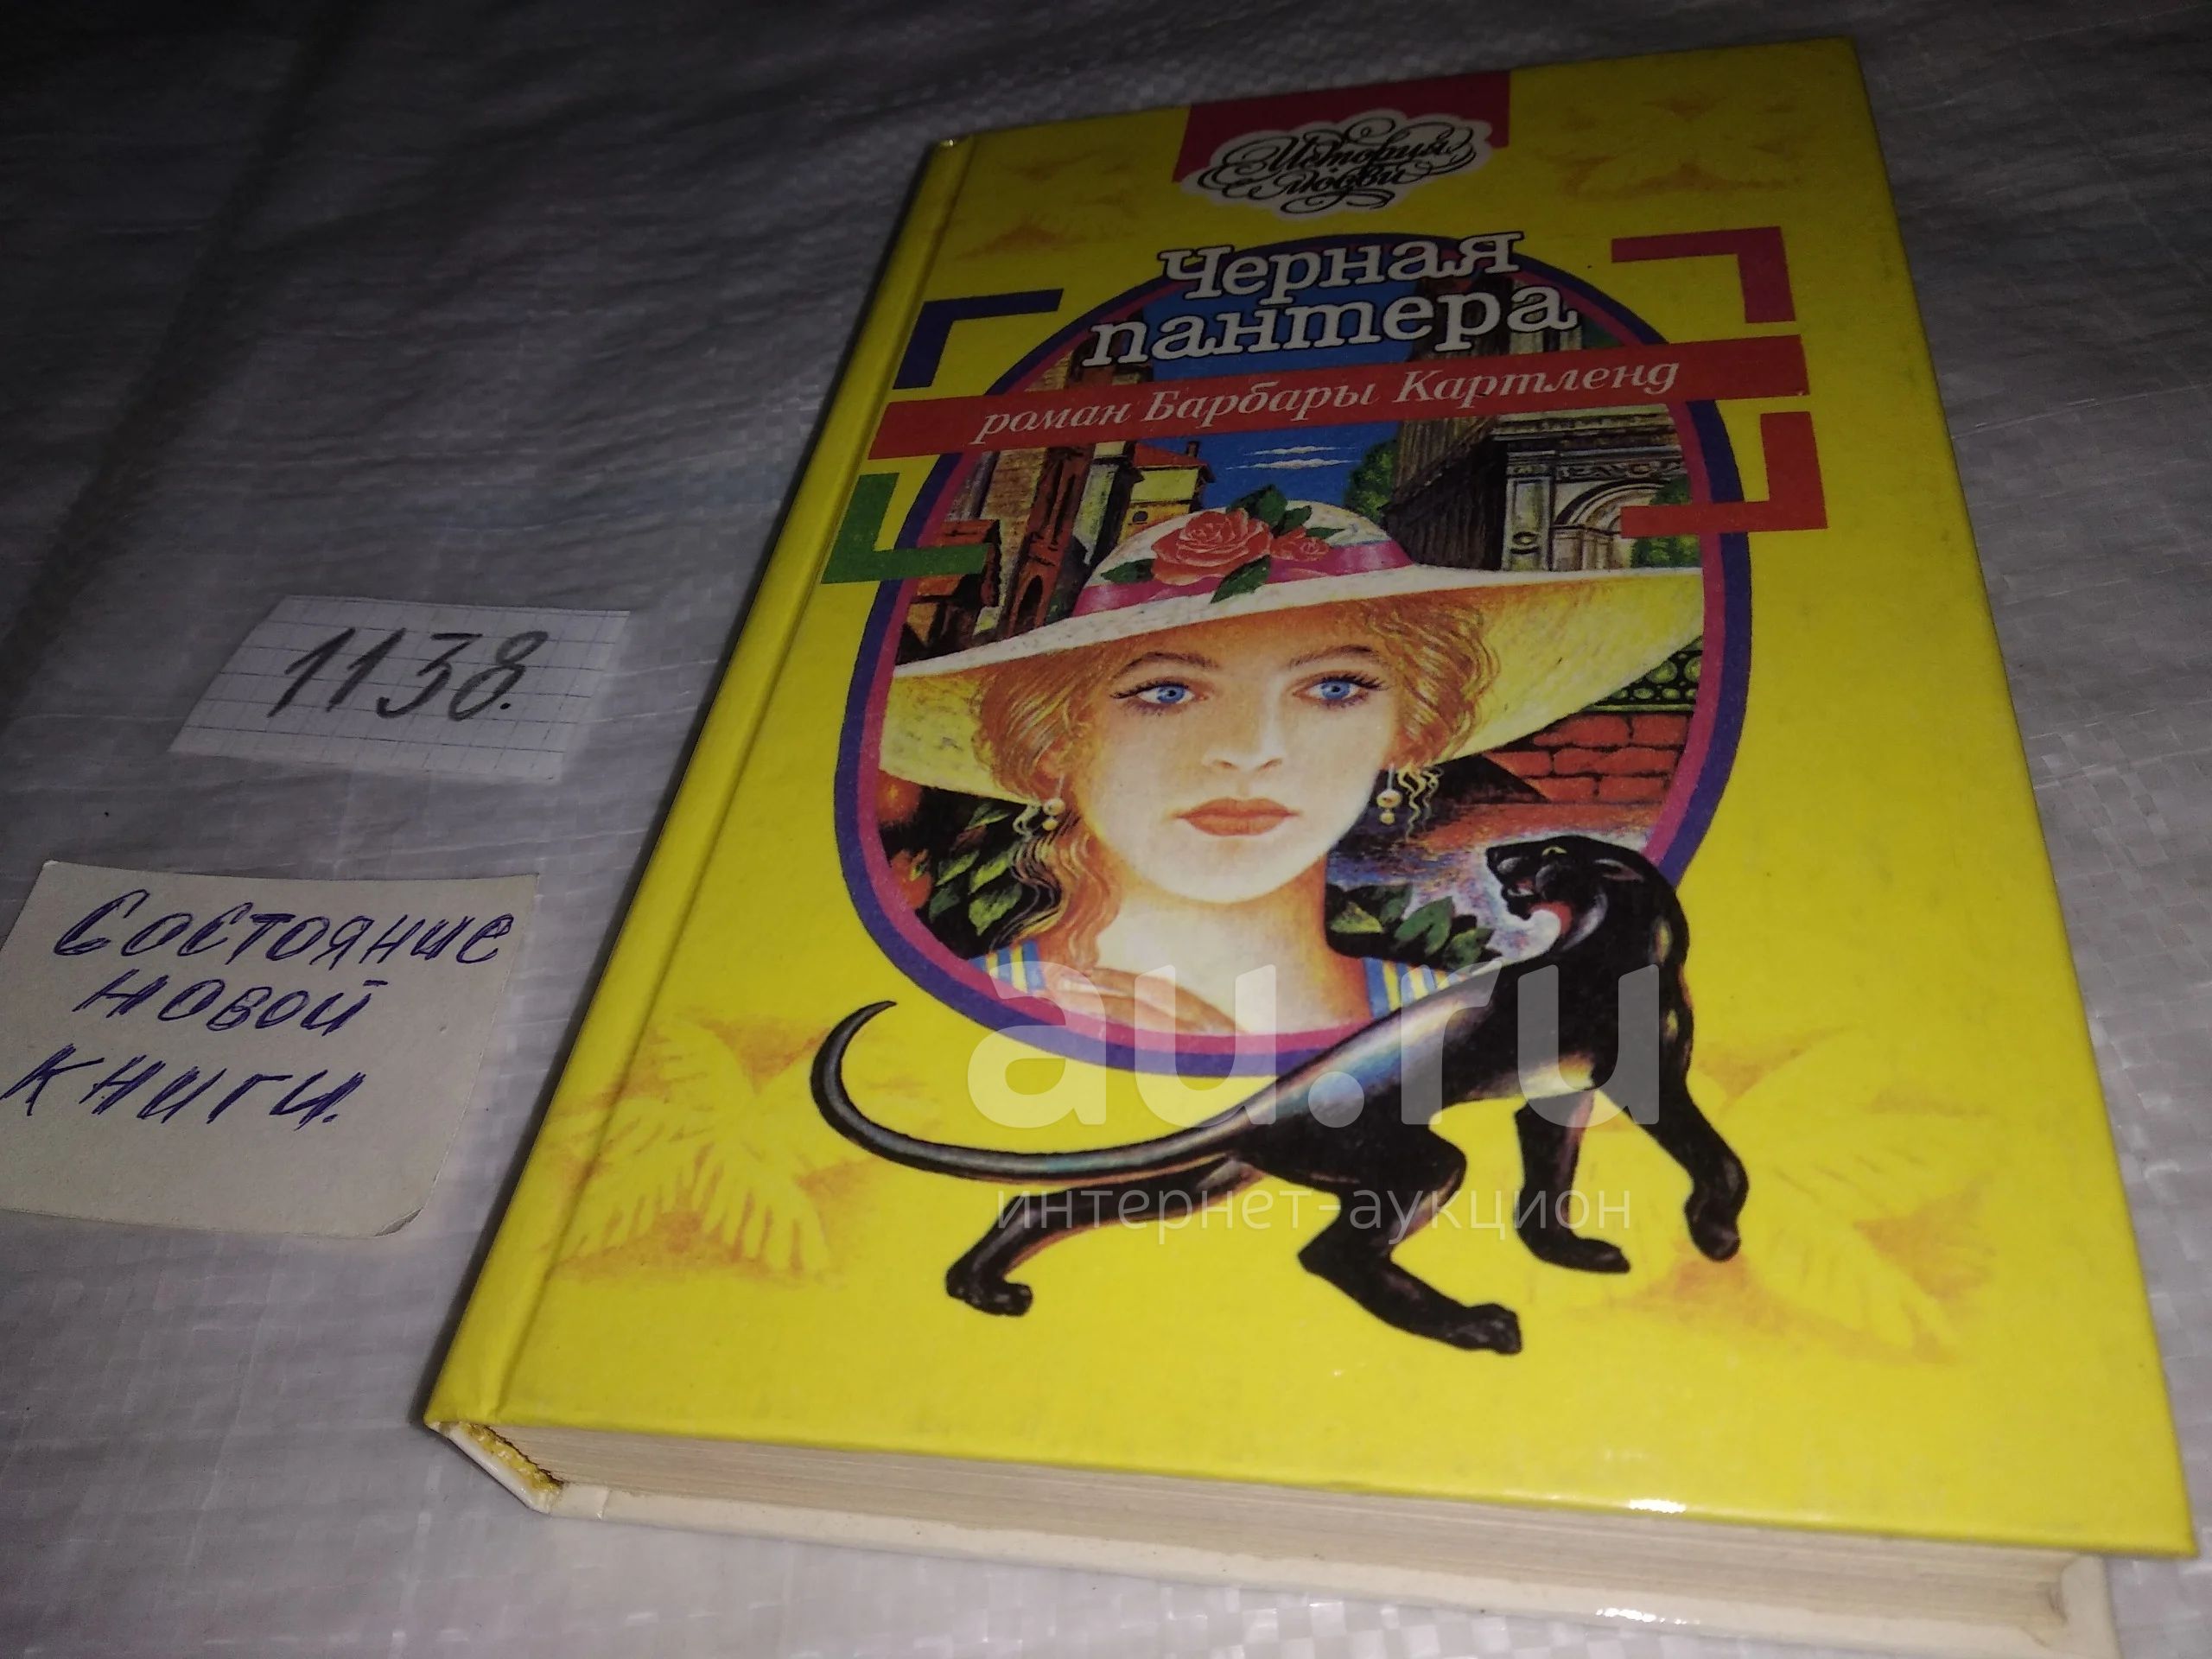 История
любви
Черная
пантера
роман Барбары Картленд
1138.
Состояние
новой
книги.
au.ru
интернет-аукцион